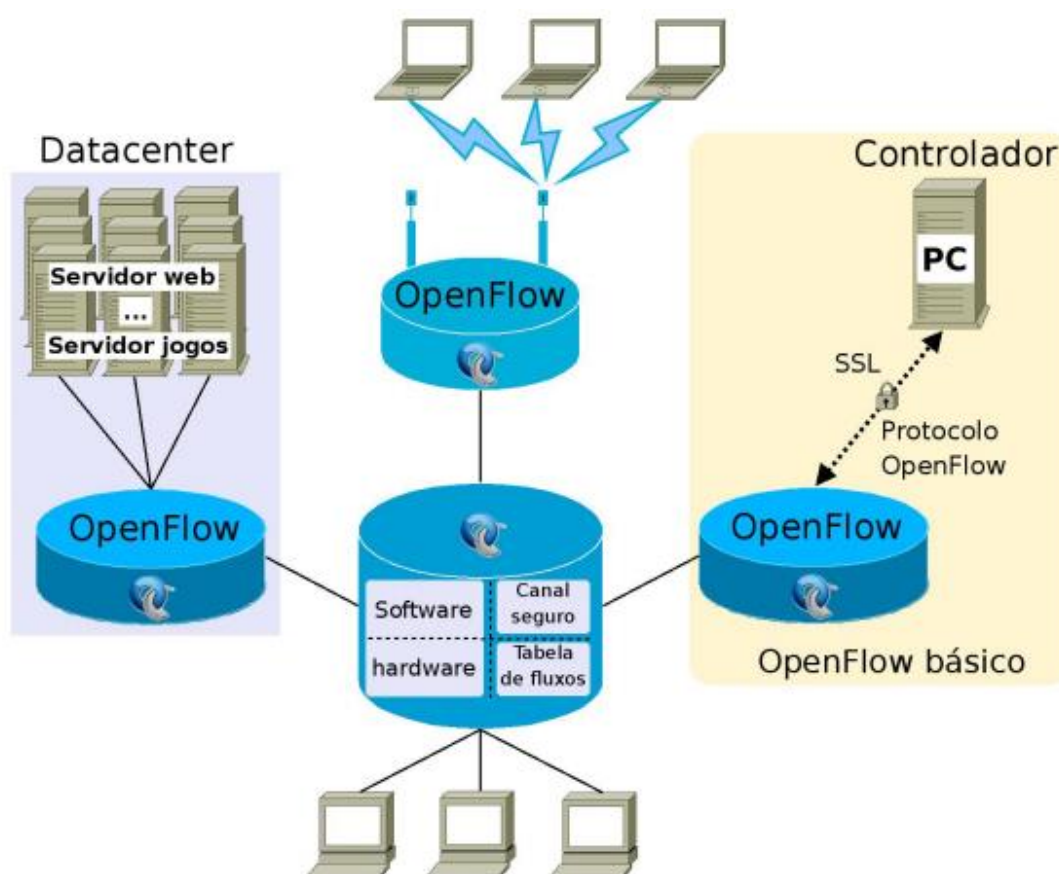 Datacenter
Servidor web
...
Servidor jogos
OpenFlow
OpenFlow
Controlador
PC
SSL
Protocolo
OpenFlow
OpenFlow
OpenFlow básico
Software
Canal
seguro
hardware
Tabela
de fluxos